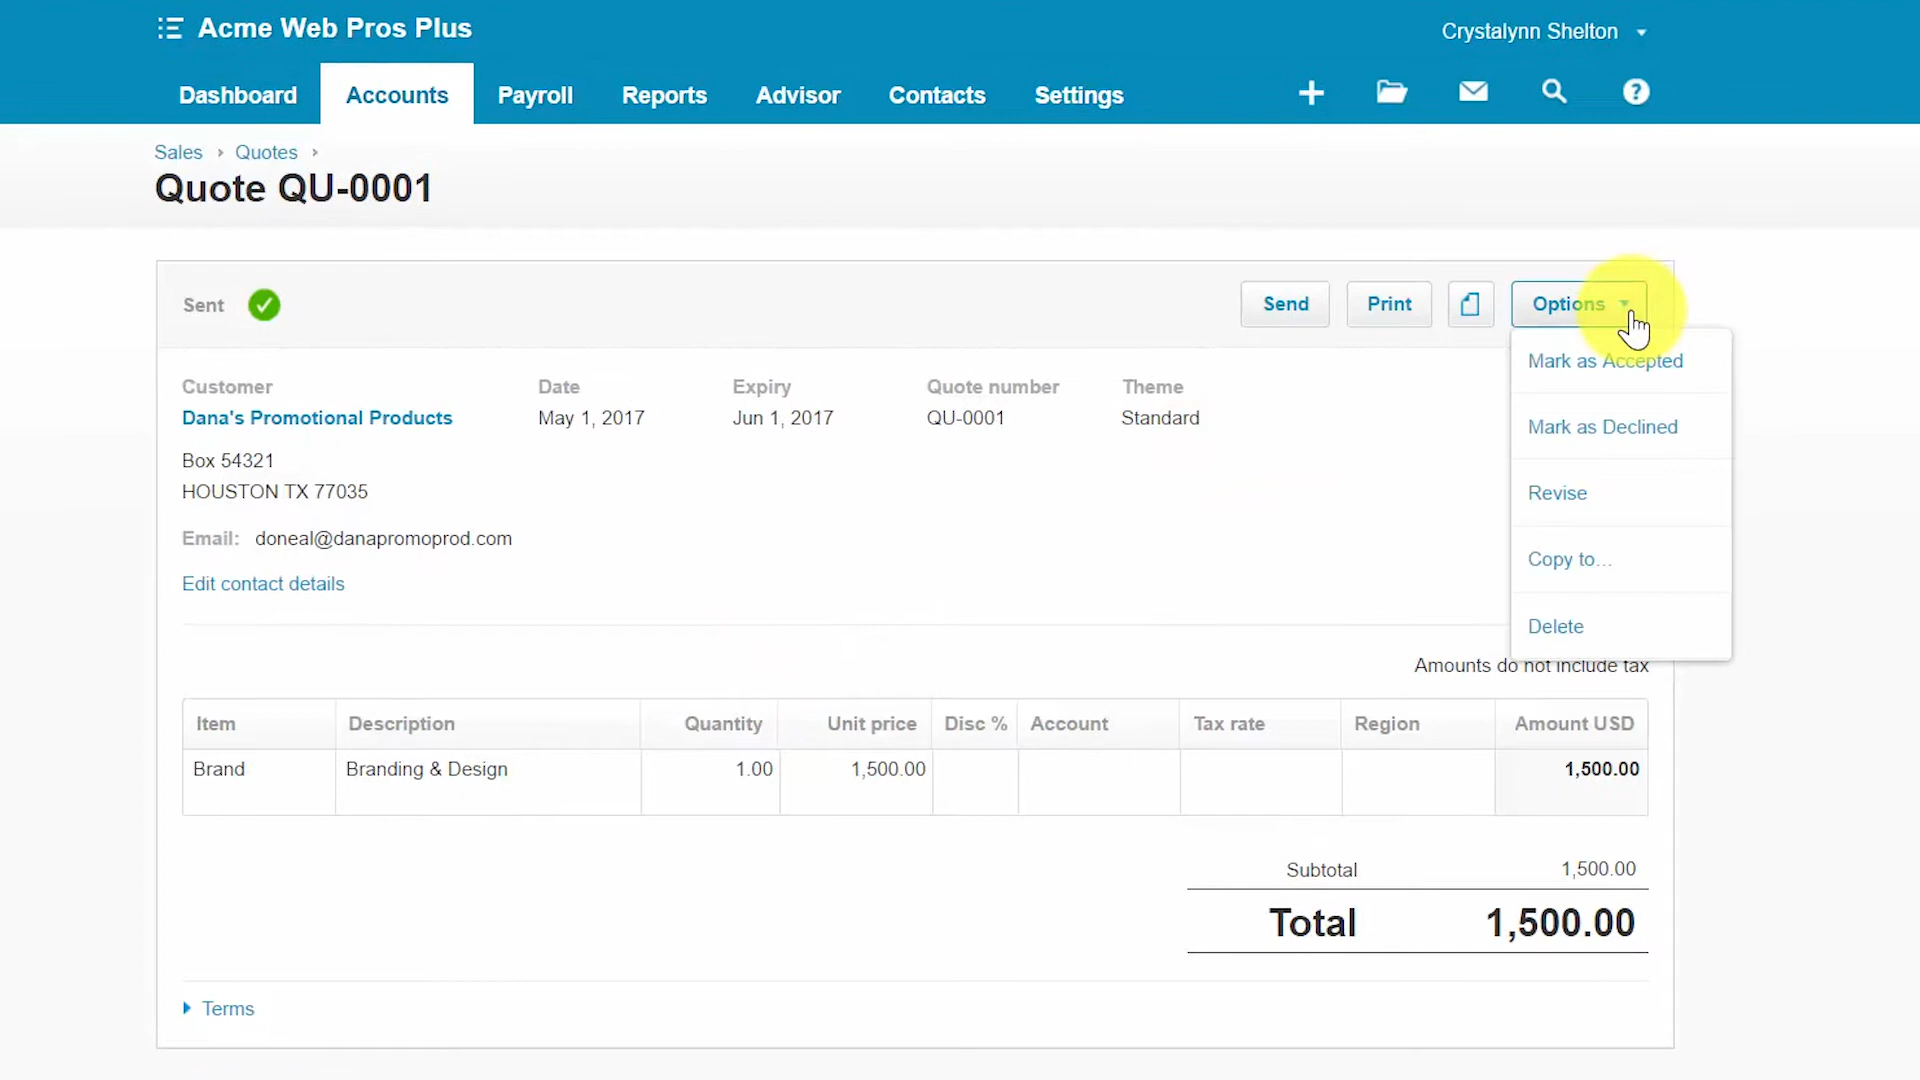 Acme Web Pros Plus
Crystalynn Shelton
Dashboard Accounts Payroll Reports Advisor Contacts Settings
Sales › Quotes ›
Quote QU-0001
Sent Send Print Options
Mark as Accepted
Mark as Declined
Revise
Copy to...
Delete
Customer Date Expiry Quote number Theme
Dana's Promotional Products May 1, 2017 Jun 1, 2017 QU-0001 Standard
Box 54321
HOUSTON TX 77035
Email: doneal@danapromoprod.com
Edit contact details
Amounts do not include tax
Item Description Quantity Unit price Disc % Account Tax rate Region Amount USD
Brand Branding & Design 1.00 1,500.00 1,500.00
Subtotal 1,500.00
Total 1,500.00
Terms